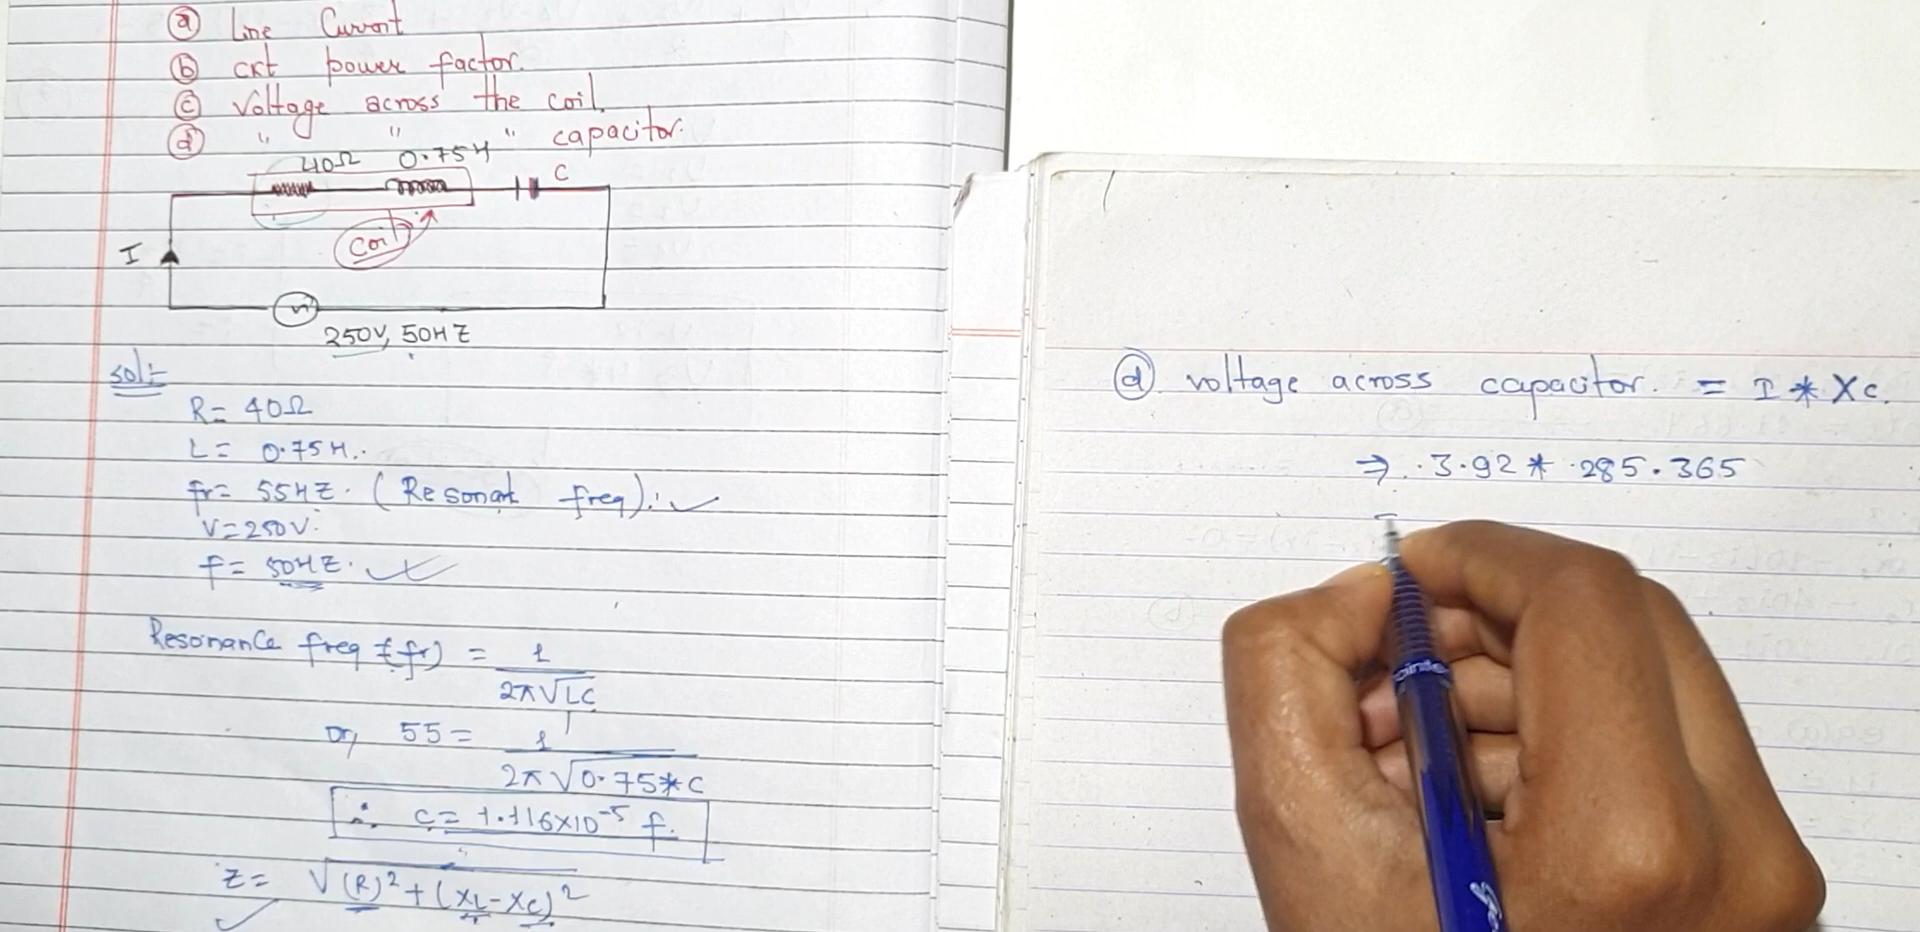 ⓐ Line Current
ⓑ ckt power factor.
ⓒ Voltage across the coil.
ⓓ " " " capacitor.
40Ω 0.75H
C
coil
I
250V, 50HZ
Sol:-
R= 40Ω
L= 0.75H.
fr= 55HZ. (Resonant freq):
V=250V.
f= 50HZ.
Resonance freq (fr) = 1/2π√LC
or, 55= 1/2π√0.75*C
∴ C= 1.116×10⁻⁵ f.
Z= √(R)²+(XL-XC)²
ⓓ voltage across capacitor. = I * Xc.
⇒ 3.92 * 285.365